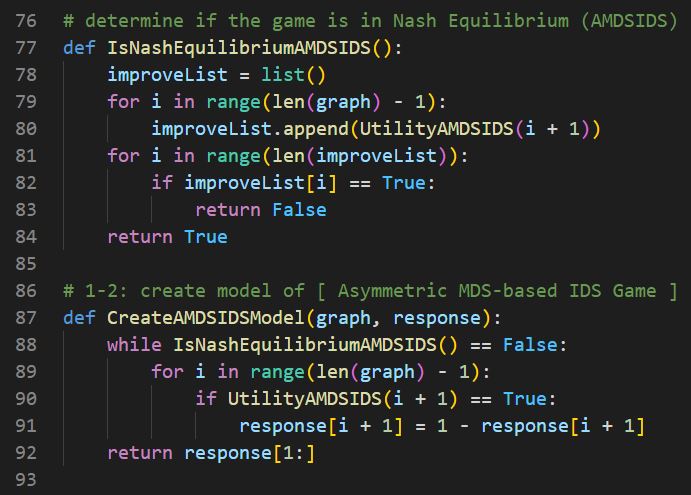 76 # determine if the game is in Nash Equilibrium (AMDSIDS)
77 def IsNashEquilibriumAMDSIDS():
78     improveList = list()
79     for i in range(len(graph) - 1):
80         improveList.append(UtilityAMDSIDS(i + 1))
81     for i in range(len(improveList)):
82         if improveList[i] == True:
83             return False
84     return True
85
86 # 1-2: create model of [ Asymmetric MDS-based IDS Game ]
87 def CreateAMDSIDSModel(graph, response):
88     while IsNashEquilibriumAMDSIDS() == False:
89         for i in range(len(graph) - 1):
90             if UtilityAMDSIDS(i + 1) == True:
91                 response[i + 1] = 1 - response[i + 1]
92     return response[1:]
93